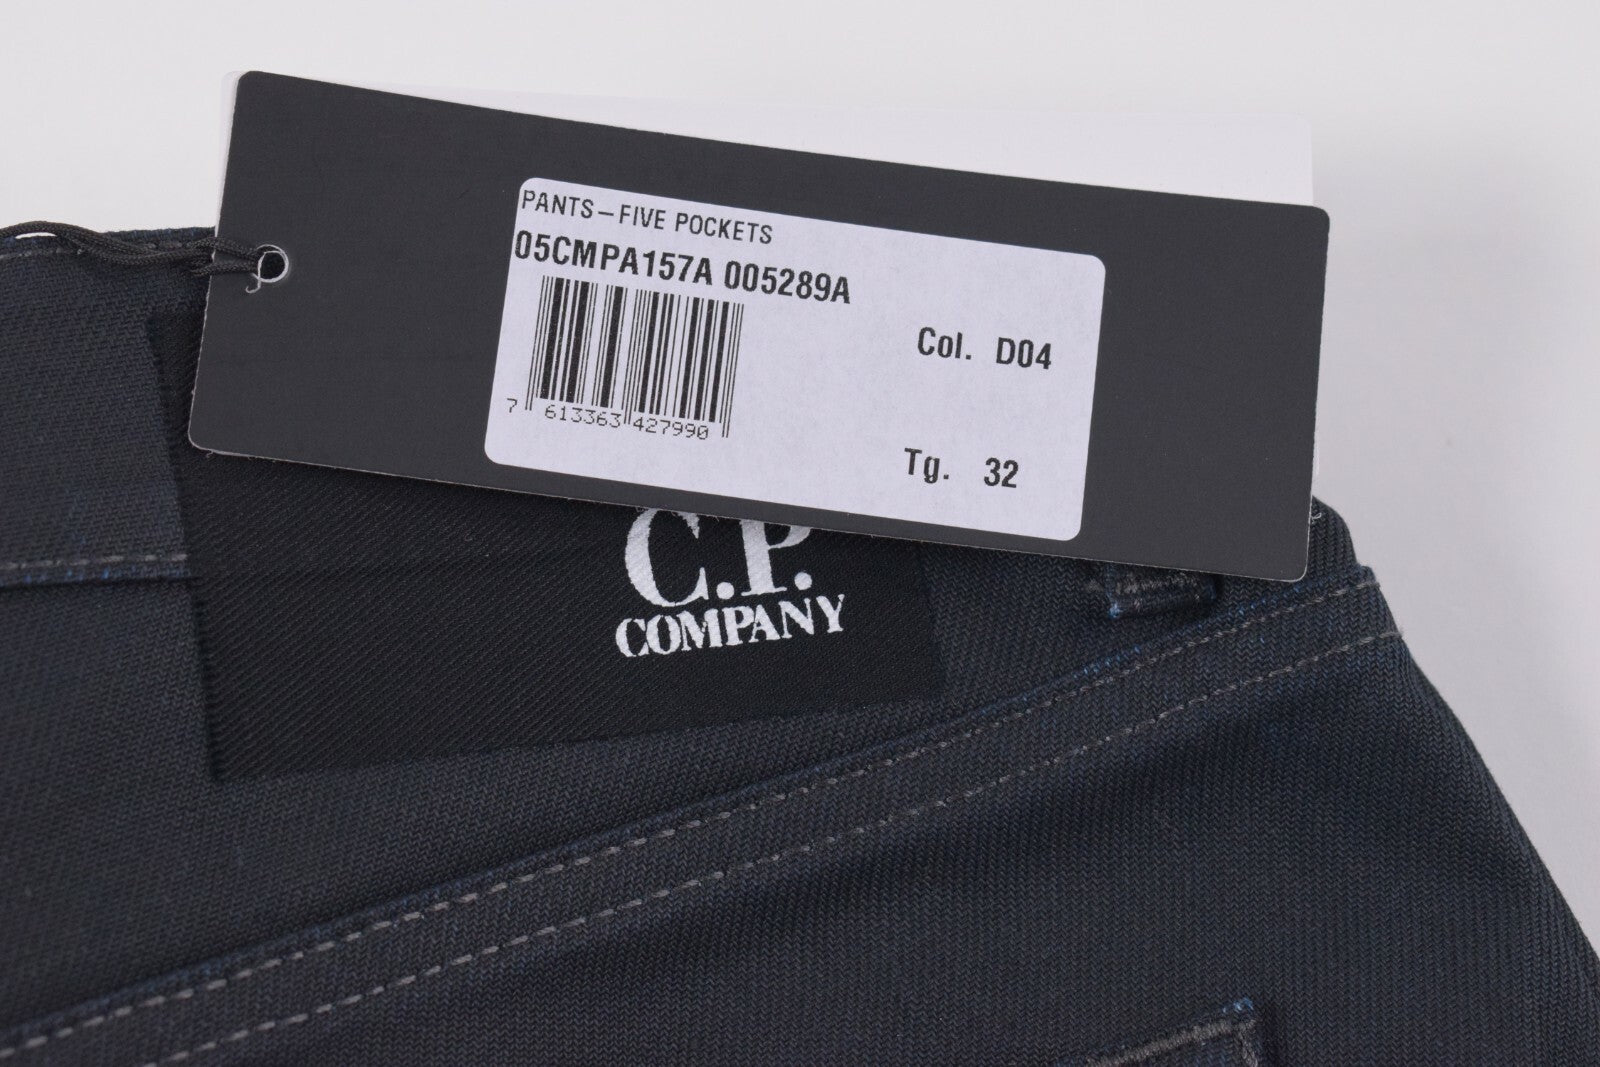 PANTS–FIVE POCKETS
05CMPA157A 005289A
Col. D04
7 613363 427990
Tg. 32
C.P.
COMPANY